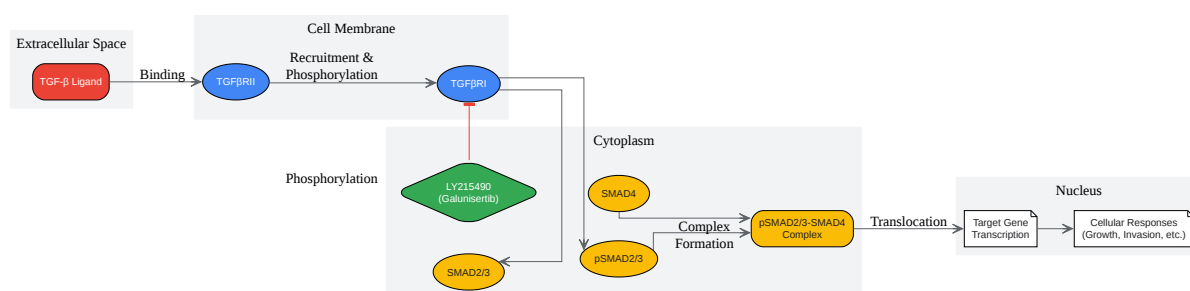 Extracellular Space
TGF-β Ligand
Binding
Cell Membrane
TGFβRII
Recruitment &
Phosphorylation
TGFβRI
Cytoplasm
Phosphorylation
LY215490
(Galunisertib)
SMAD4
SMAD2/3
pSMAD2/3
Complex
Formation
pSMAD2/3-SMAD4
Complex
Translocation
Nucleus
Target Gene
Transcription
Cellular Responses
(Growth, Invasion, etc.)